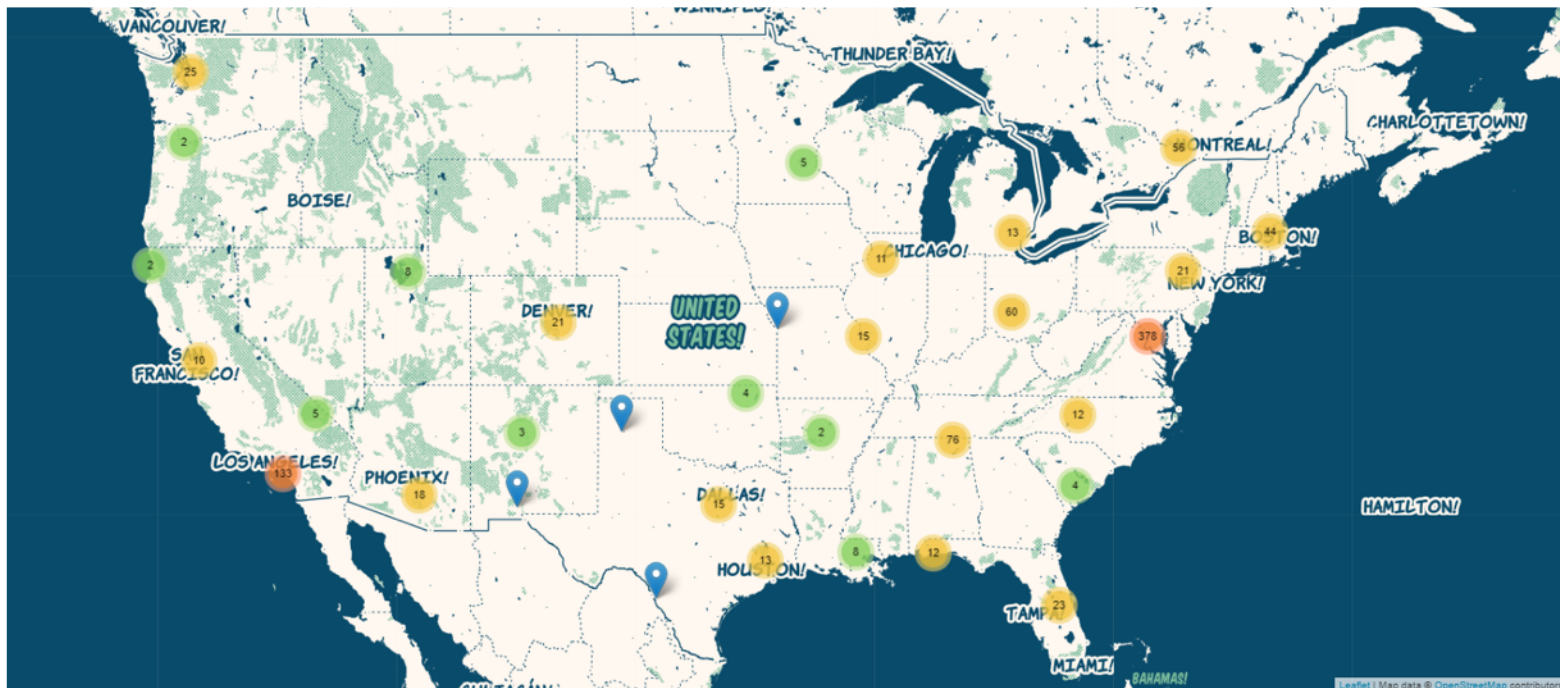 VANCOUVER!
THUNDER BAY!
25
CHARLOTTETOWN!
2
56
ONTREAL!
5
BOISE!
13
44
BOSTON!
CHICAGO!
11
2
8
21
NEW YORK!
DENVER!
21
UNITED
STATES!
60
15
378
SAN
10
FRANCISCO!
4
5
12
3
2
76
LOS ANGELES!
133
PHOENIX!
18
4
DALLAS!
15
HAMILTON!
8
12
13
HOUSTON!
23
TAMPA!
MIAMI!
BAHAMAS!
Leaflet | Map data © OpenStreetMap contributor